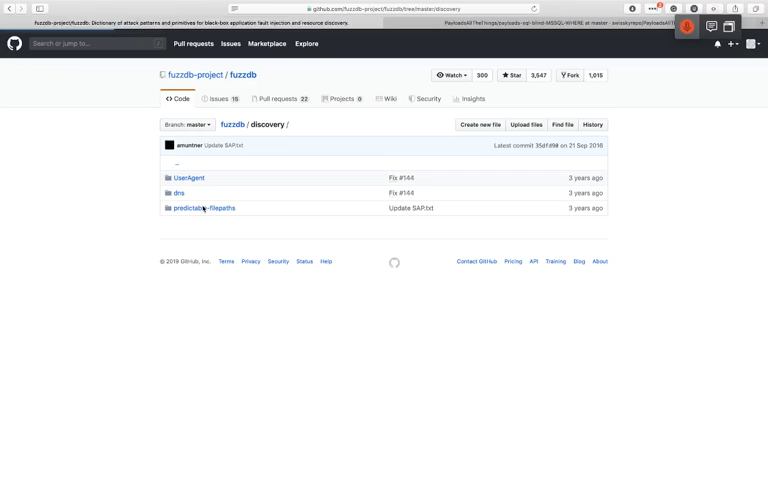 github.com/fuzzdb-project/fuzzdb/tree/master/discovery
fuzzdb-project/fuzzdb: Dictionary of attack patterns and primitives for black-box application fault injection and resource discovery.
PayloadsAllTheThings/payloads-sql-blind-MSSQL-WHERE at master · swisskyrepo/PayloadsAllTh
Search or jump to... /
Pull requests Issues Marketplace Explore
fuzzdb-project / fuzzdb
Watch 300 Star 3,547 Fork 1,015
Code Issues 15 Pull requests 22 Projects 0 Wiki Security Insights
Branch: master fuzzdb / discovery / Create new file Upload files Find file History
amuntner Update SAP.txt Latest commit 35dfd90 on 21 Sep 2016
..
UserAgent Fix #144 3 years ago
dns Fix #144 3 years ago
predictable-filepaths Update SAP.txt 3 years ago
© 2019 GitHub, Inc. Terms Privacy Security Status Help Contact GitHub Pricing API Training Blog About